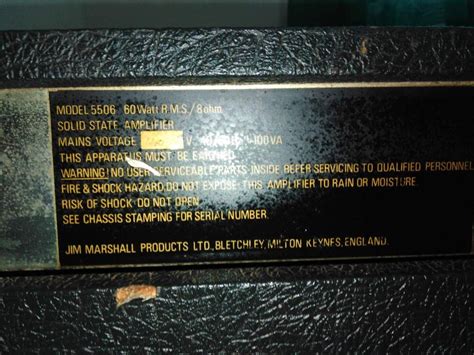 MODEL 5506 60 Watt R.M.S./8 ohm
SOLID STATE AMPLIFIER
MAINS VOLTAGE V. 100VA
THIS APPARATUS MUST BE EARTHED
WARNING! NO USER SERVICEABLE PARTS INSIDE REFER SERVICING TO QUALIFIED PERSONNEL
FIRE & SHOCK HAZARD.DO NOT EXPOSE THIS AMPLIFIER TO RAIN OR MOISTURE.
RISK OF SHOCK DO NOT OPEN.
SEE CHASSIS STAMPING FOR SERIAL NUMBER.
JIM MARSHALL PRODUCTS LTD., BLETCHLEY, MILTON KEYNES, ENGLAND.